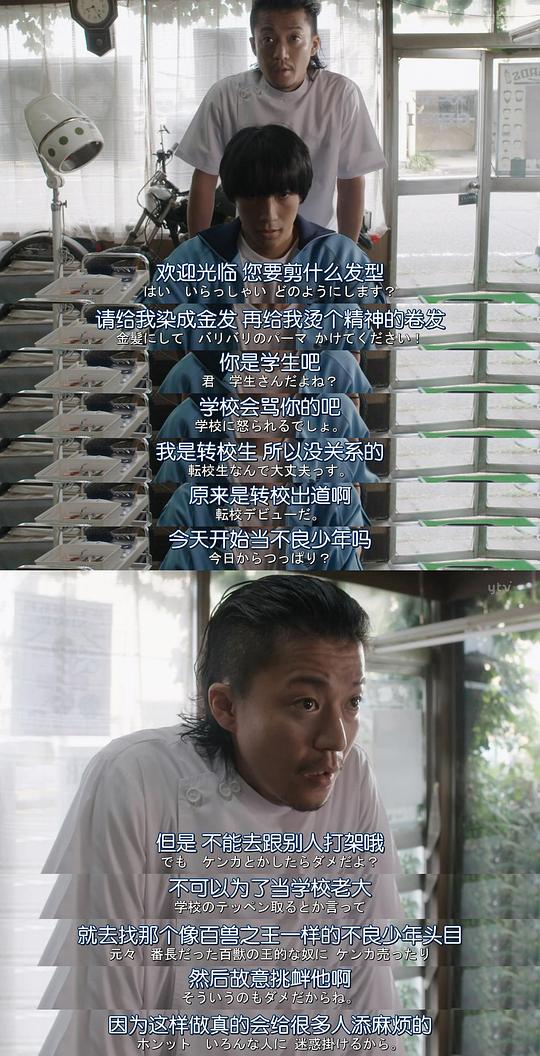 欢迎光临 您要剪什么发型
はい　いらっしゃい どのようにします？
请给我染成金发 再给我烫个精神的卷发
金髪にして　バリバリのパーマ かけてください！
你是学生吧
君　学生さんだよね？
学校会骂你的吧
学校に怒られるでしょ。
我是转校生 所以没关系的
転校生なんで大丈夫っす。
原来是转校出道啊
転校デビューだ。
今天开始当不良少年吗
今日からつっぱり？
ytv
但是 不能去跟别人打架哦
でも　ケンカとかしたらダメだよ？
不可以为了当学校老大
学校のテッペン取るとか言って
就去找那个像百兽之王一样的不良少年头目
元々　番長だった百獣の王的な奴に ケンカ売ったり
然后故意挑衅他啊
そういうのもダメだからね。
因为这样做真的会给很多人添麻烦的
ホンット　いろんな人に 迷惑掛けるから。